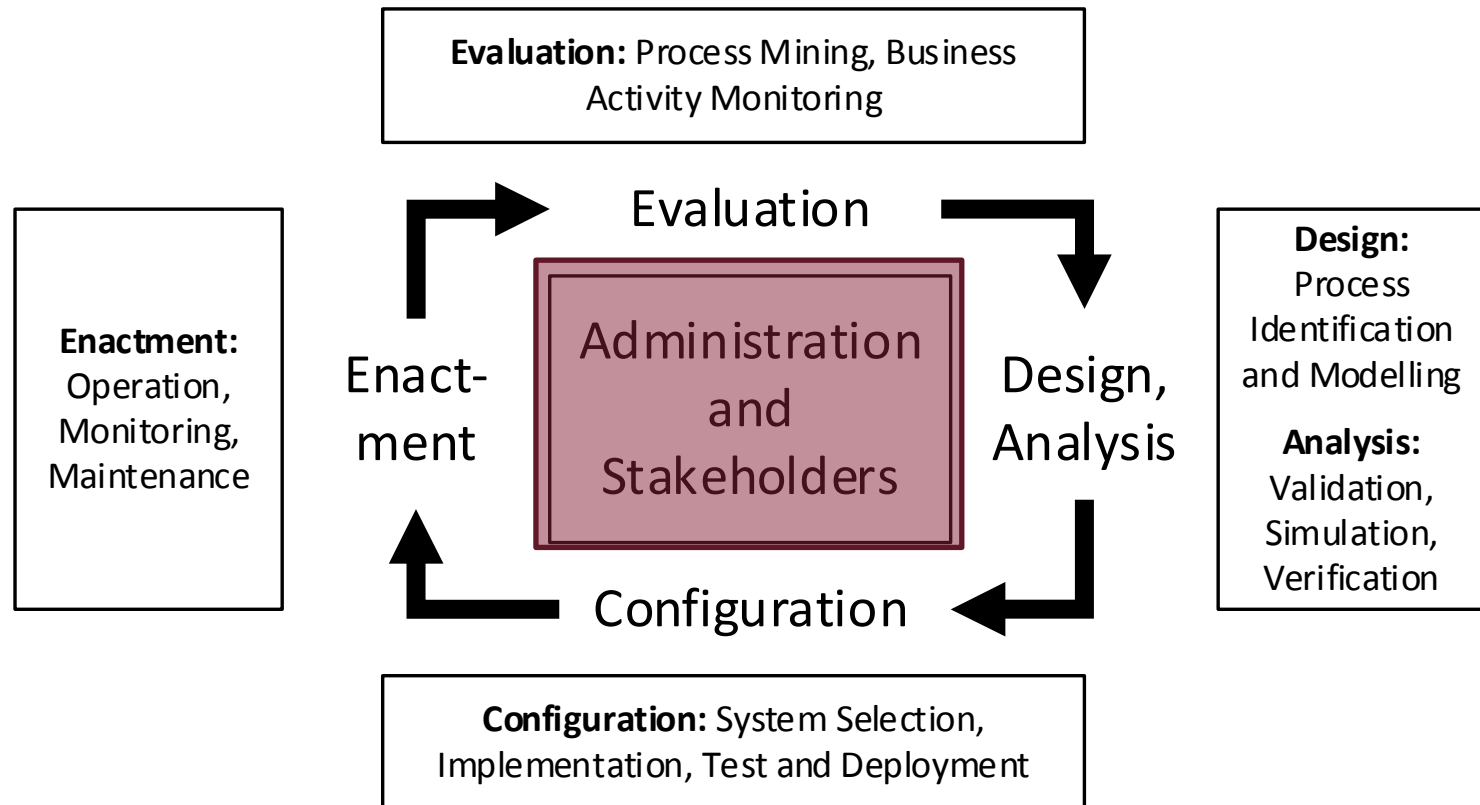 Evaluation: Process Mining, Business
Activity Monitoring
Evaluation
Enactment:
Operation,
Monitoring,
Maintenance
Enact-
ment
Administration
and
Stakeholders
Design,
Analysis
Design:
Process
Identification
and Modelling
Analysis:
Validation,
Simulation,
Verification
Configuration
Configuration: System Selection,
Implementation, Test and Deployment